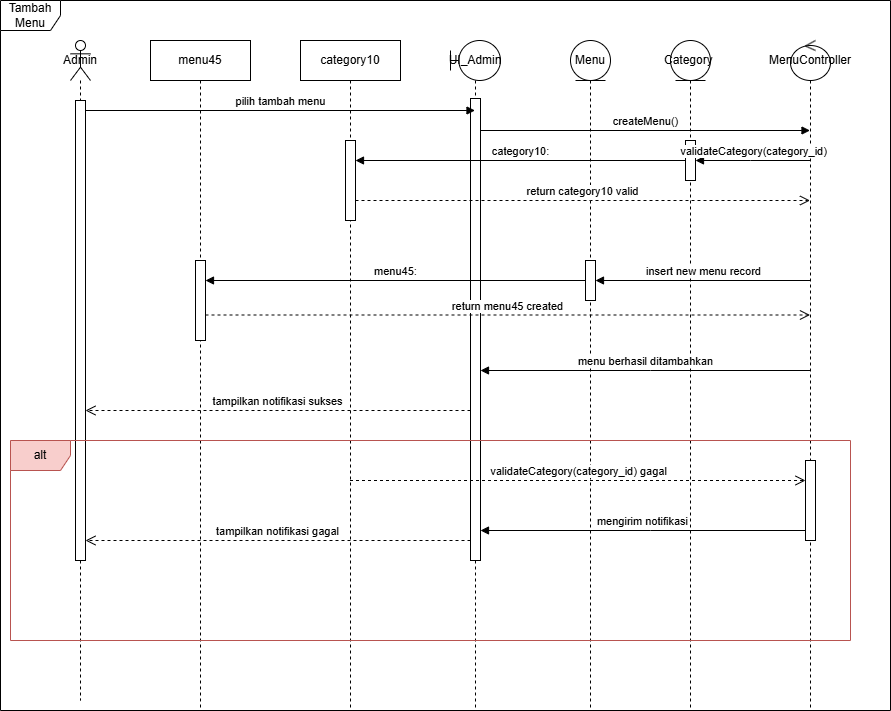 Tambah
Menu
Admin
menu45
category10
UI_Admin
Menu
Category
MenuController
pilih tambah menu
createMenu()
category10:
validateCategory(category_id)
return category10 valid
menu45:
insert new menu record
return menu45 created
menu berhasil ditambahkan
tampilkan notifikasi sukses
alt
validateCategory(category_id) gagal
mengirim notifikasi
tampilkan notifikasi gagal